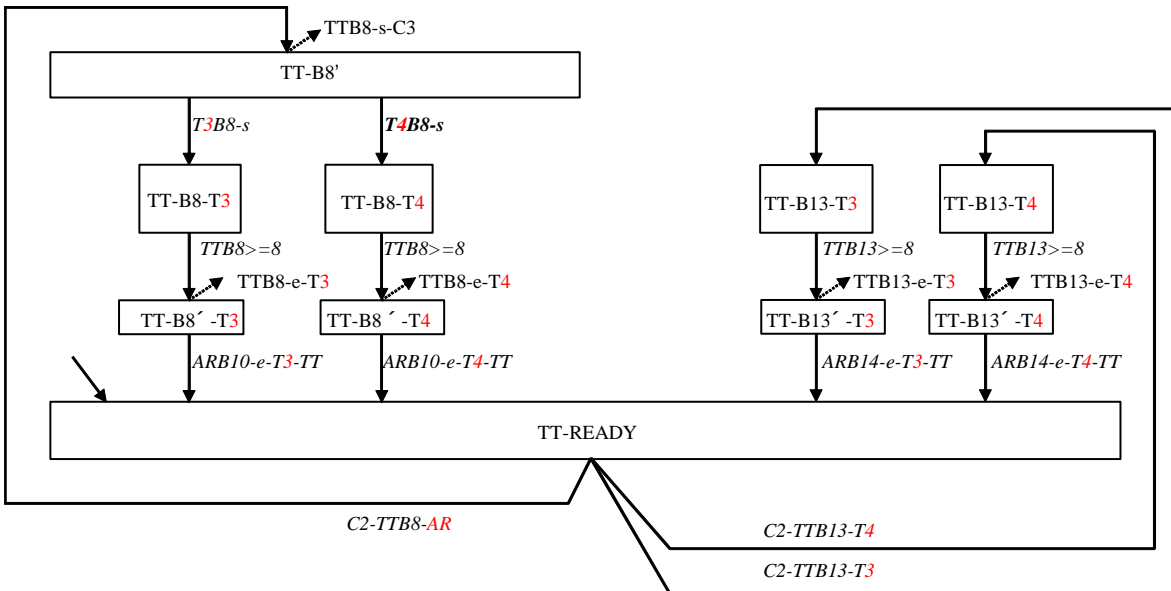 TTB8-s-C3
TT-B8'
T3B8-s
T4B8-s
TT-B8-T3
TT-B8-T4
TT-B13-T3
TT-B13-T4
TTB8>=8
TTB8>=8
TTB13>=8
TTB13>=8
TTB8-e-T3
TTB8-e-T4
TTB13-e-T3
TTB13-e-T4
TT-B8´ -T3
TT-B8 ´ -T4
TT-B13´ -T3
TT-B13´ -T4
ARB10-e-T3-TT
ARB10-e-T4-TT
ARB14-e-T3-TT
ARB14-e-T4-TT
TT-READY
C2-TTB8-AR
C2-TTB13-T4
C2-TTB13-T3